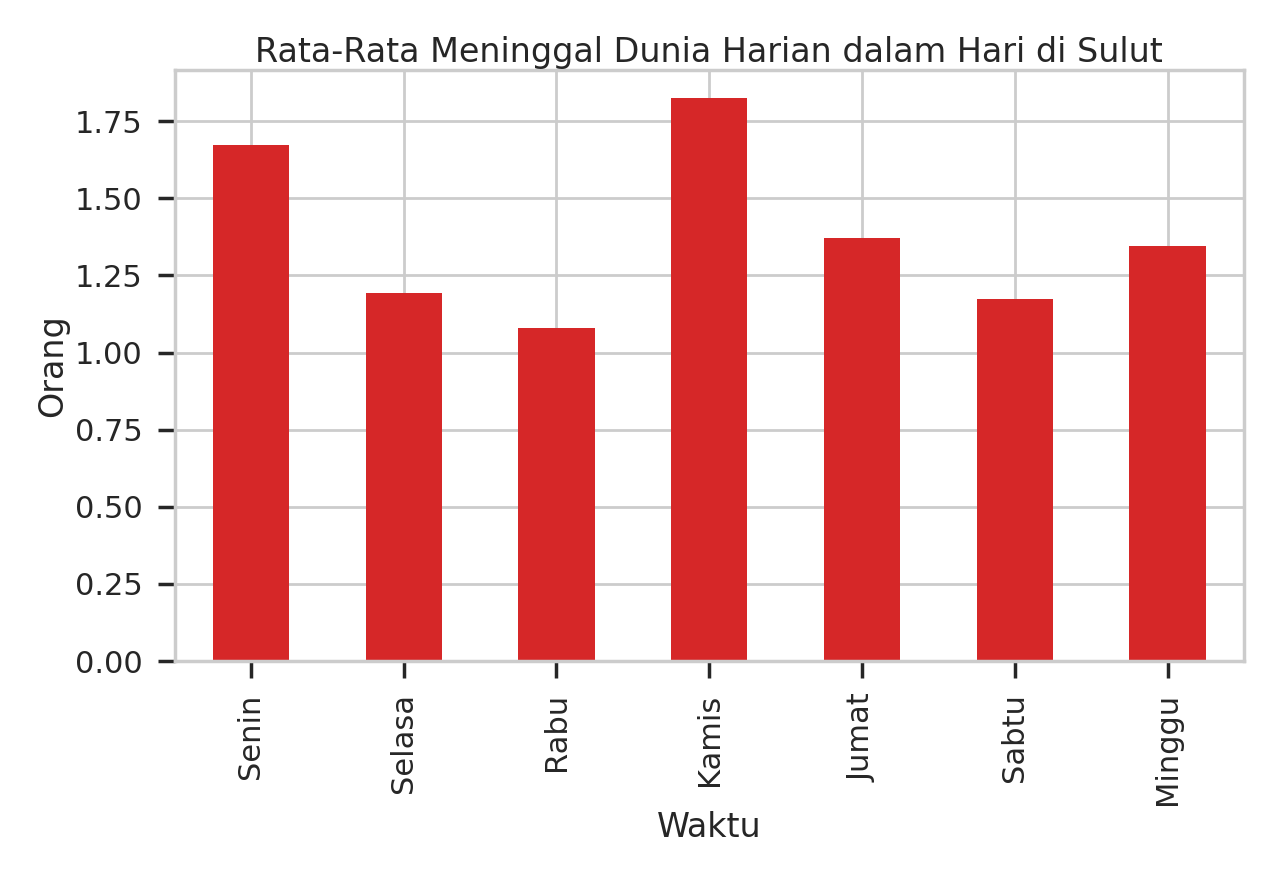 Rata-Rata Meninggal Dunia Harian dalam Hari di Sulut
Orang
1.75
1.50
1.25
1.00
0.75
0.50
0.25
0.00
Senin
Selasa
Rabu
Kamis
Jumat
Sabtu
Minggu
Waktu